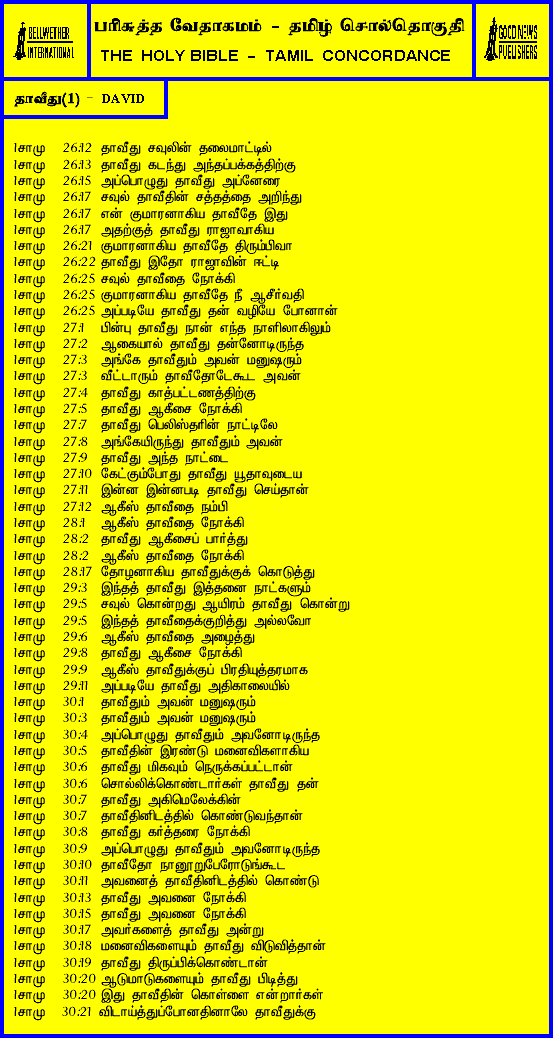 BELLWETHER
INTERNATIONAL
பரிசுத்த வேதாகமம் - தமிழ் சொல்தொகுதி
THE HOLY BIBLE - TAMIL CONCORDANCE
GOOD NEWS
PUBLISHERS
தாவீது(1) - DAVID
1சாமு 26:12 தாவீது சவுலின் தலைமாட்டில்
1சாமு 26:13 தாவீது கடந்து அந்தப்பக்கத்திற்கு
1சாமு 26:15 அப்பொழுது தாவீது அப்னேரை
1சாமு 26:17 சவுல் தாவீதின் சத்தத்தை அறிந்து
1சாமு 26:17 என் குமாரனாகிய தாவீதே இது
1சாமு 26:17 அதற்குத் தாவீது ராஜாவாகிய
1சாமு 26:21 குமாரனாகிய தாவீதே திரும்பிவா
1சாமு 26:22 தாவீது இதோ ராஜாவின் ஈட்டி
1சாமு 26:25 சவுல் தாவீதை நோக்கி
1சாமு 26:25 குமாரனாகிய தாவீதே நீ ஆசீர்வதி
1சாமு 26:25 அப்படியே தாவீது தன் வழியே போனான்
1சாமு 27:1 பின்பு தாவீது நான் எந்த நாளிலாகிலும்
1சாமு 27:2 ஆகையால் தாவீது தன்னோடிருந்த
1சாமு 27:3 அங்கே தாவீதும் அவன் மனுஷரும்
1சாமு 27:3 வீட்டாரும் தாவீதோடேகூட அவன்
1சாமு 27:4 தாவீது காத்பட்டணத்திற்கு
1சாமு 27:5 தாவீது ஆகீசை நோக்கி
1சாமு 27:7 தாவீது பெலிஸ்தரின் நாட்டிலே
1சாமு 27:8 அங்கேயிருந்து தாவீதும் அவன்
1சாமு 27:9 தாவீது அந்த நாட்டை
1சாமு 27:10 கேட்கும்போது தாவீது யூதாவுடைய
1சாமு 27:11 இன்ன இன்னபடி தாவீது செய்தான்
1சாமு 27:12 ஆகீஸ் தாவீதை நம்பி
1சாமு 28:1 ஆகீஸ் தாவீதை நோக்கி
1சாமு 28:2 தாவீது ஆகீசைப் பார்த்து
1சாமு 28:2 ஆகீஸ் தாவீதை நோக்கி
1சாமு 28:17 தோழனாகிய தாவீதுக்குக் கொடுத்து
1சாமு 29:3 இந்தத் தாவீது இத்தனை நாட்களும்
1சாமு 29:5 சவுல் கொன்றது ஆயிரம் தாவீது கொன்று
1சாமு 29:5 இந்தத் தாவீதைக்குறித்து அல்லவோ
1சாமு 29:6 ஆகீஸ் தாவீதை அழைத்து
1சாமு 29:8 தாவீது ஆகீசை நோக்கி
1சாமு 29:9 ஆகீஸ் தாவீதுக்குப் பிரதியுத்தரமாக
1சாமு 29:11 அப்படியே தாவீது அதிகாலையில்
1சாமு 30:1 தாவீதும் அவன் மனுஷரும்
1சாமு 30:3 தாவீதும் அவன் மனுஷரும்
1சாமு 30:4 அப்பொழுது தாவீதும் அவனோடிருந்த
1சாமு 30:5 தாவீதின் இரண்டு மனைவிகளாகிய
1சாமு 30:6 தாவீது மிகவும் நெருக்கப்பட்டான்
1சாமு 30:6 சொல்லிக்கொண்டார்கள் தாவீது தன்
1சாமு 30:7 தாவீது அகிமெலேக்கின்
1சாமு 30:7 தாவீதினிடத்தில் கொண்டுவந்தான்
1சாமு 30:8 தாவீது கர்த்தரை நோக்கி
1சாமு 30:9 அப்பொழுது தாவீதும் அவனோடிருந்த
1சாமு 30:10 தாவீதோ நானூறுபேரோடுங்கூட
1சாமு 30:11 அவனைத் தாவீதினிடத்தில் கொண்டு
1சாமு 30:13 தாவீது அவனை நோக்கி
1சாமு 30:15 தாவீது அவனை நோக்கி
1சாமு 30:17 அவர்களைத் தாவீது அன்று
1சாமு 30:18 மனைவிகளையும் தாவீது விடுவித்தான்
1சாமு 30:19 தாவீது திருப்பிக்கொண்டான்
1சாமு 30:20 ஆடுமாடுகளையும் தாவீது பிடித்து
1சாமு 30:20 இது தாவீதின் கொள்ளை என்றார்கள்
1சாமு 30:21 விடாய்த்துப்போனதினாலே தாவீதுக்கு